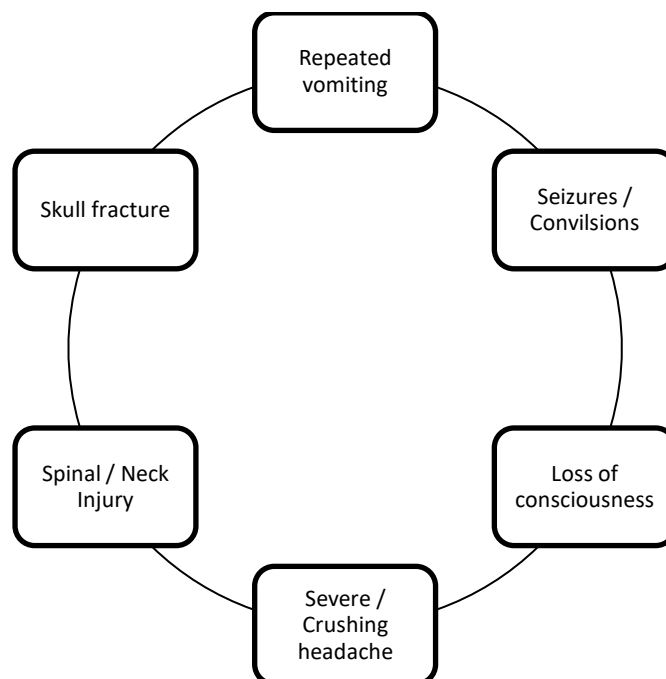 Repeated
vomiting
Seizures /
Convilsions
Loss of
consciousness
Severe /
Crushing
headache
Spinal / Neck
Injury
Skull fracture